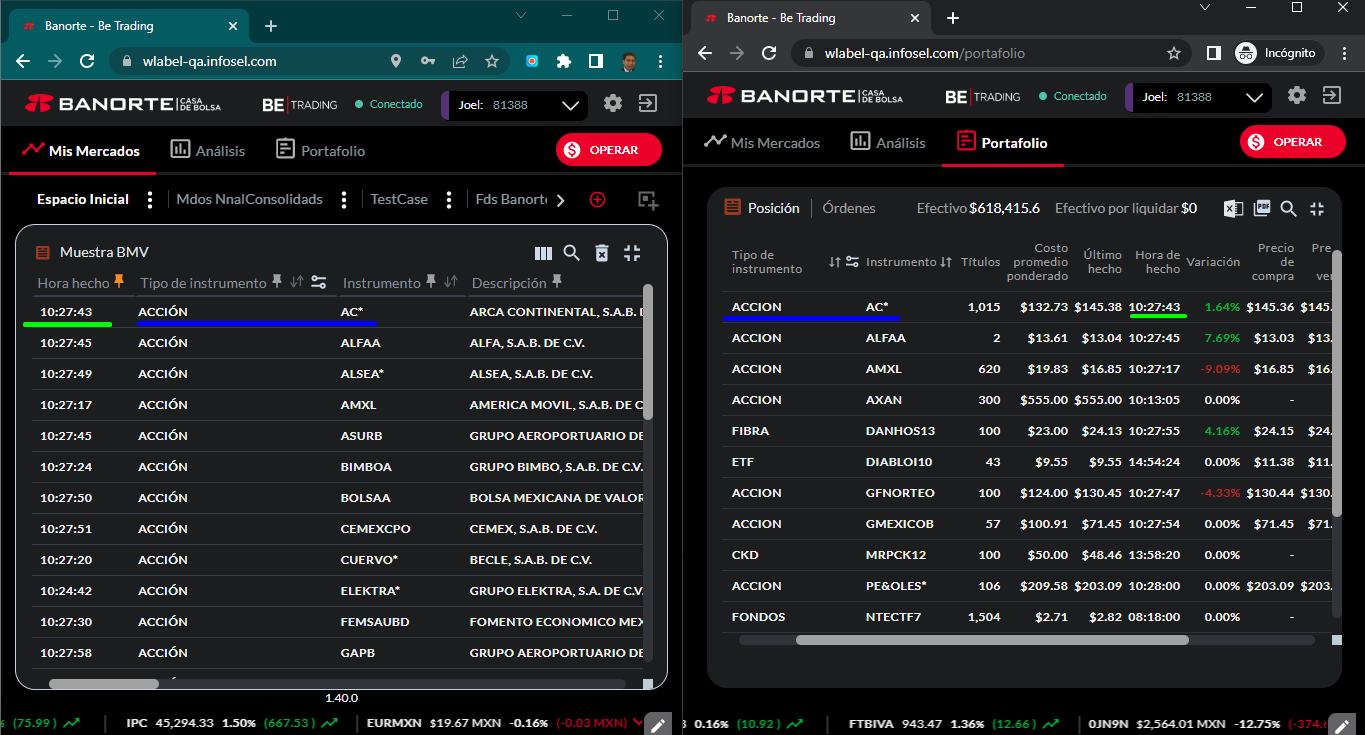 Banorte - Be Trading
wlabel-qa.infosel.com
BANORTE CASA DE BOLSA
BE TRADING
Conectado
Joel: 81388
Mis Mercados Análisis Portafolio OPERAR
Espacio Inicial Mdos NnalConsolidads TestCase Fds Banorte
Muestra BMV
Hora hecho Tipo de instrumento Instrumento Descripción
10:27:43 ACCIÓN AC* ARCA CONTINENTAL, S.A.B. D
10:27:45 ACCIÓN ALFAA ALFA, S.A.B. DE C.V.
10:27:49 ACCIÓN ALSEA* ALSEA, S.A.B. DE C.V.
10:27:17 ACCIÓN AMXL AMERICA MOVIL, S.A.B. DE C
10:27:45 ACCIÓN ASURB GRUPO AEROPORTUARIO DE
10:27:24 ACCIÓN BIMBOA GRUPO BIMBO, S.A.B. DE C.V.
10:27:50 ACCIÓN BOLSAA BOLSA MEXICANA DE VALOR
10:27:51 ACCIÓN CEMEXCPO CEMEX, S.A.B. DE C.V.
10:27:20 ACCIÓN CUERVO* BECLE, S.A.B. DE C.V.
10:24:42 ACCIÓN ELEKTRA* GRUPO ELEKTRA, S.A. DE C.V.
10:27:30 ACCIÓN FEMSAUBD FOMENTO ECONOMICO MEX
10:27:58 ACCIÓN GAPB GRUPO AEROPORTUARIO DE
1.40.0
% (75.99) IPC 45,294.33 1.50% (667.53) EURMXN $19.67 MXN -0.16% (-0.03 MXN)
Banorte - Be Trading
wlabel-qa.infosel.com/portafolio
Incógnito
BANORTE CASA DE BOLSA
BE TRADING
Conectado
Joel: 81388
Mis Mercados Análisis Portafolio OPERAR
Posición Órdenes Efectivo $618,415.6 Efectivo por liquidar $0
PDF
Tipo de instrumento Instrumento Títulos Costo promedio ponderado Último hecho Hora de hecho Variación Precio de compra Pre ver
ACCION AC* 1,015 $132.73 $145.38 10:27:43 1.64% $145.36 $145.
ACCION ALFAA 2 $13.61 $13.04 10:27:45 7.69% $13.03 $13.
ACCION AMXL 620 $19.83 $16.85 10:27:17 -9.09% $16.85 $16.
ACCION AXAN 300 $555.00 $555.00 10:13:05 0.00% -
FIBRA DANHOS13 100 $23.00 $24.13 10:27:55 4.16% $24.15 $24.
ETF DIABLOI10 43 $9.55 $9.55 14:54:24 0.00% $11.38 $11.
ACCION GFNORTEO 100 $124.00 $130.45 10:27:47 -4.33% $130.44 $130.
ACCION GMEXICOB 57 $100.91 $71.45 10:27:54 0.00% $71.45 $71.
CKD MRPCK12 100 $50.00 $48.46 13:58:20 0.00% -
ACCION PE&OLES* 106 $209.58 $203.09 10:28:00 0.00% $203.09 $203.
FONDOS NTECTF7 1,504 $2.71 $2.82 08:18:00 0.00% -
0.16% (10.92) FTBIVA 943.47 1.36% (12.66) 0JN9N $2,564.01 MXN -12.75% (-374.